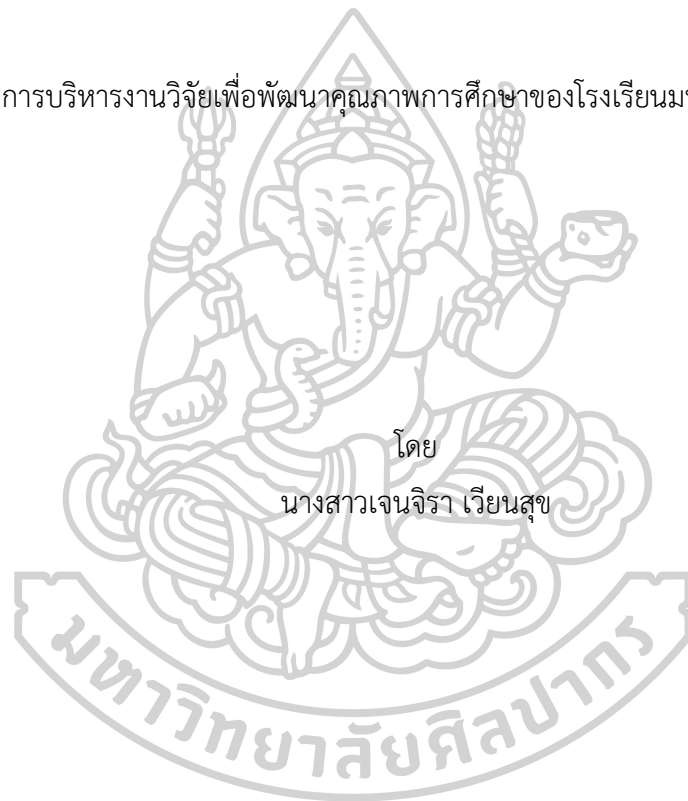 การบริหารงานวิจัยเพื่อพัฒนาคุณภาพการศึกษาของโรงเรียนม
โดย
นางสาวเจนจิรา เวียนสุข
มหาวิทยาลัยศิลปากร